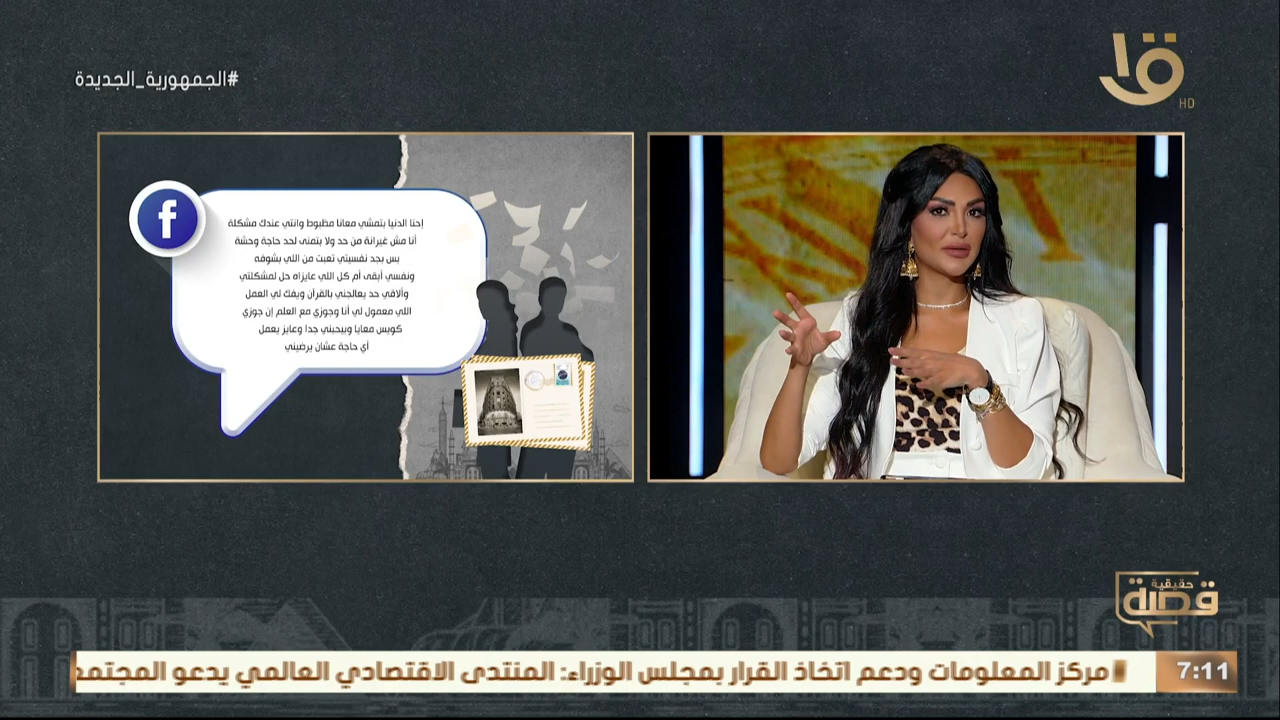 #الجمهورية_الجديدة
HD
f
إحنا الدنيا بتمشي معانا مظبوط وانتي عندك مشكلة
أنا مش غيرانة من حد ولا بتمنى لحد حاجة وحشة
بس بجد نفسيتي تعبت من اللي بشوفه
ونفسي أبقى أم كل اللي عايزاه حل لمشكلتي
وألاقي حد يعالجني بالقرآن ويفك لي العمل
اللي معمول لي أنا وجوزي مع العلم إن جوزي
كويس معايا وبيحبني جدا وعايز يعمل
أي حاجة عشان يرضيني
قصة
حقيقية
مركز المعلومات ودعم اتخاذ القرار بمجلس الوزراء: المنتدى الاقتصادي العالمي يدعو المجتمع
7:11